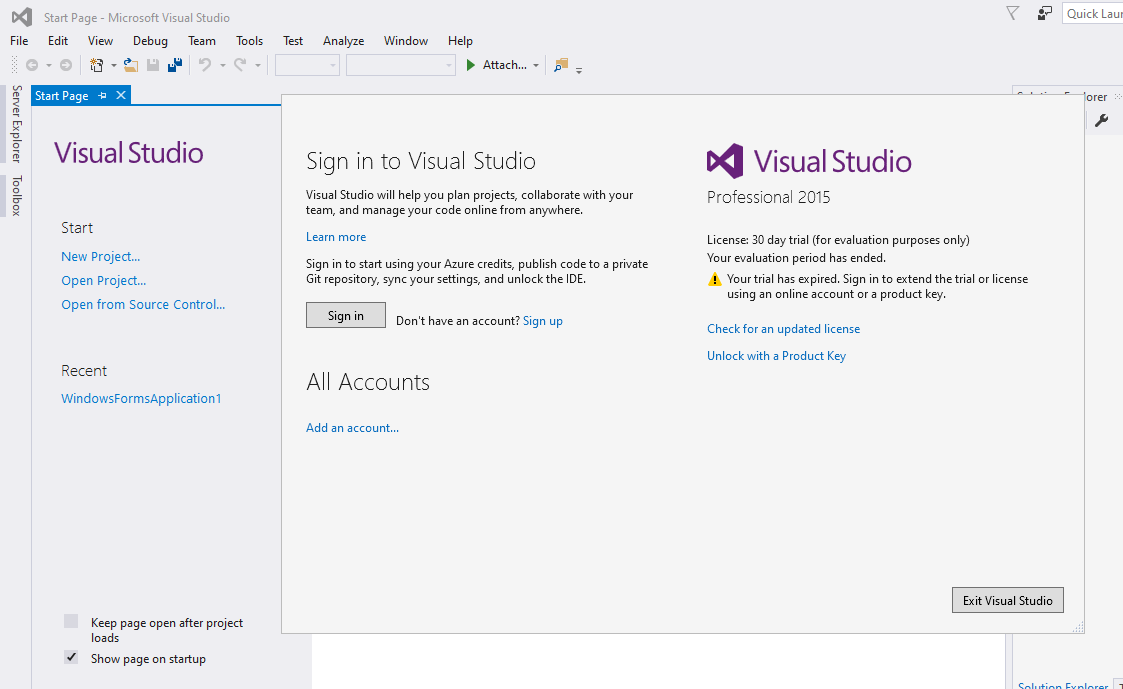 Start Page - Microsoft Visual Studio
Quick Lau
File Edit View Debug Team Tools Test Analyze Window Help
Attach...
Server Explorer
Toolbox
Start Page
Visual Studio
Start
New Project...
Open Project...
Open from Source Control...
Recent
WindowsFormsApplication1
Keep page open after project
loads
Show page on startup
Sign in to Visual Studio
Visual Studio will help you plan projects, collaborate with your
team, and manage your code online from anywhere.
Learn more
Sign in to start using your Azure credits, publish code to a private
Git repository, sync your settings, and unlock the IDE.
Sign in
Don't have an account? Sign up
All Accounts
Add an account...
Visual Studio
Professional 2015
License: 30 day trial (for evaluation purposes only)
Your evaluation period has ended.
Your trial has expired. Sign in to extend the trial or license
using an online account or a product key.
Check for an updated license
Unlock with a Product Key
Exit Visual Studio
Solution Explorer
Solution Explorer